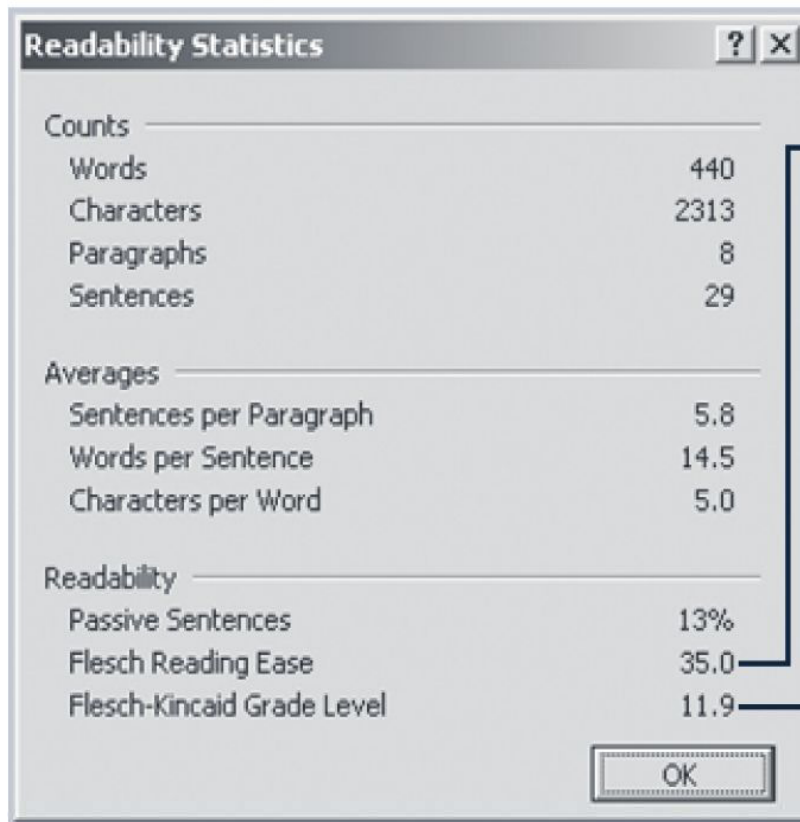 Readability Statistics ? X
Counts
Words 440
Characters 2313
Paragraphs 8
Sentences 29
Averages
Sentences per Paragraph 5.8
Words per Sentence 14.5
Characters per Word 5.0
Readability
Passive Sentences 13%
Flesch Reading Ease 35.0
Flesch-Kincaid Grade Level 11.9
OK